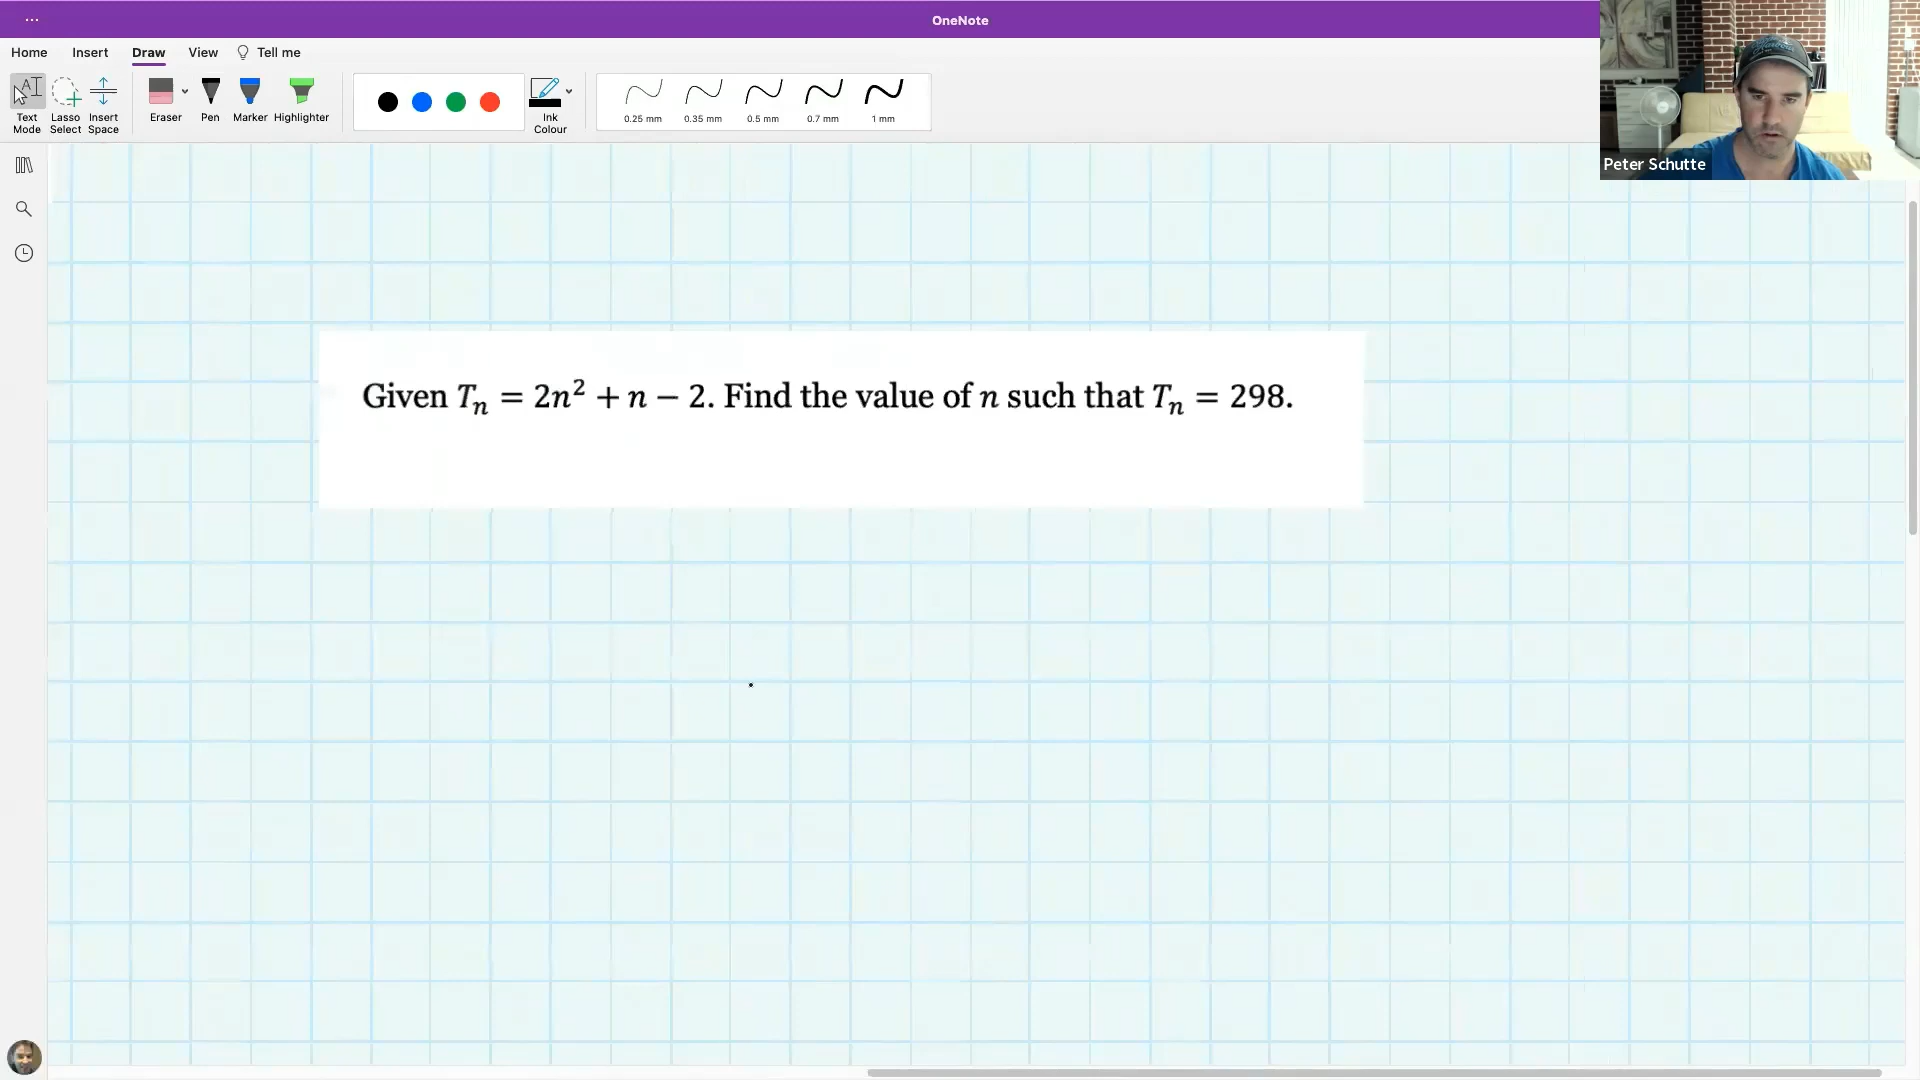 OneNote
Home Insert Draw View Tell me
Text Mode Lasso Select Insert Space Eraser Pen Marker Highlighter Ink Colour 0.25 mm 0.35 mm 0.5 mm 0.7 mm 1 mm
Peter Schutte
Given Tₙ = 2n² + n − 2. Find the value of n such that Tₙ = 298.